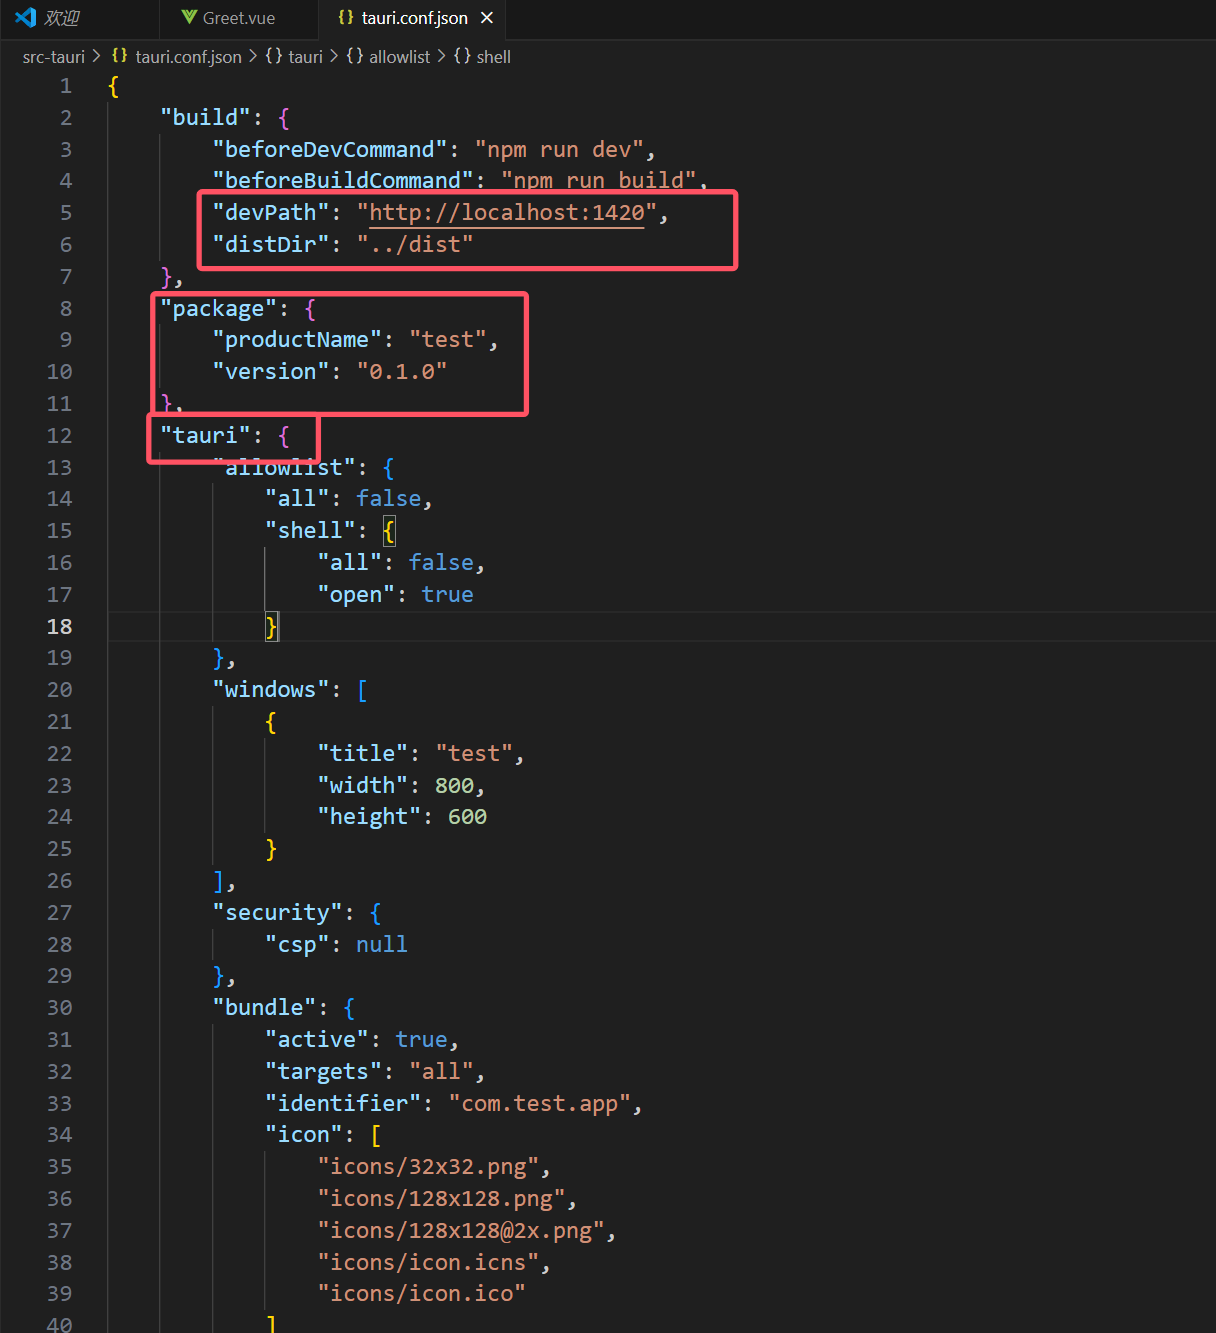 欢迎 Greet.vue {} tauri.conf.json ×
src-tauri > {} tauri.conf.json > {} tauri > {} allowlist > {} shell
1 {
2 "build": {
3 "beforeDevCommand": "npm run dev",
4 "beforeBuildCommand": "npm run build",
5 "devPath": "http://localhost:1420",
6 "distDir": "../dist"
7 },
8 "package": {
9 "productName": "test",
10 "version": "0.1.0"
11 },
12 "tauri": {
13 "allowlist": {
14 "all": false,
15 "shell": {
16 "all": false,
17 "open": true
18 }
19 },
20 "windows": [
21 {
22 "title": "test",
23 "width": 800,
24 "height": 600
25 }
26 ],
27 "security": {
28 "csp": null
29 },
30 "bundle": {
31 "active": true,
32 "targets": "all",
33 "identifier": "com.test.app",
34 "icon": [
35 "icons/32x32.png",
36 "icons/128x128.png",
37 "icons/128x128@2x.png",
38 "icons/icon.icns",
39 "icons/icon.ico"
40 ]